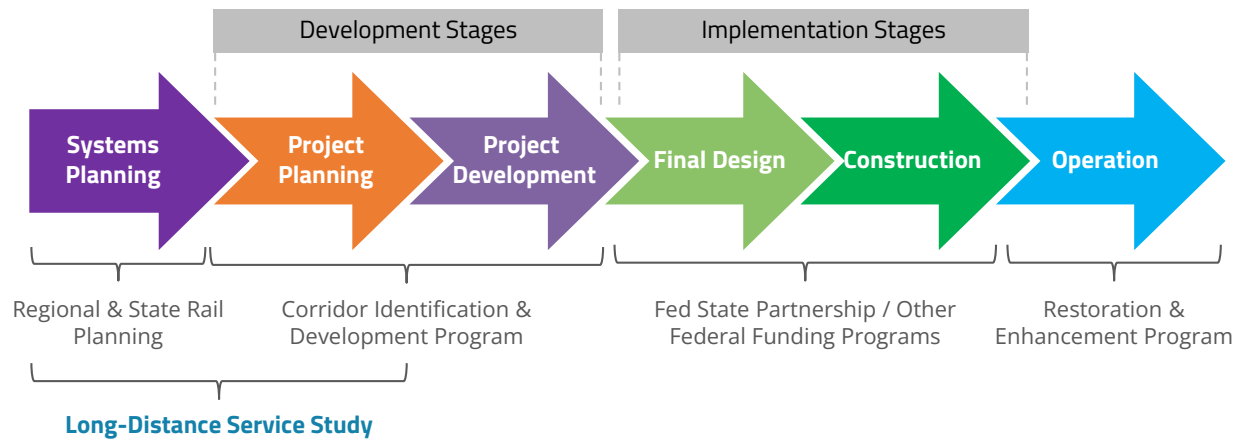 Development Stages
Implementation Stages
Systems
Planning
Project
Planning
Project
Development
Final Design
Construction
Operation
Regional & State Rail
Planning
Corridor Identification &
Development Program
Fed State Partnership / Other
Federal Funding Programs
Restoration &
Enhancement Program
Long-Distance Service Study